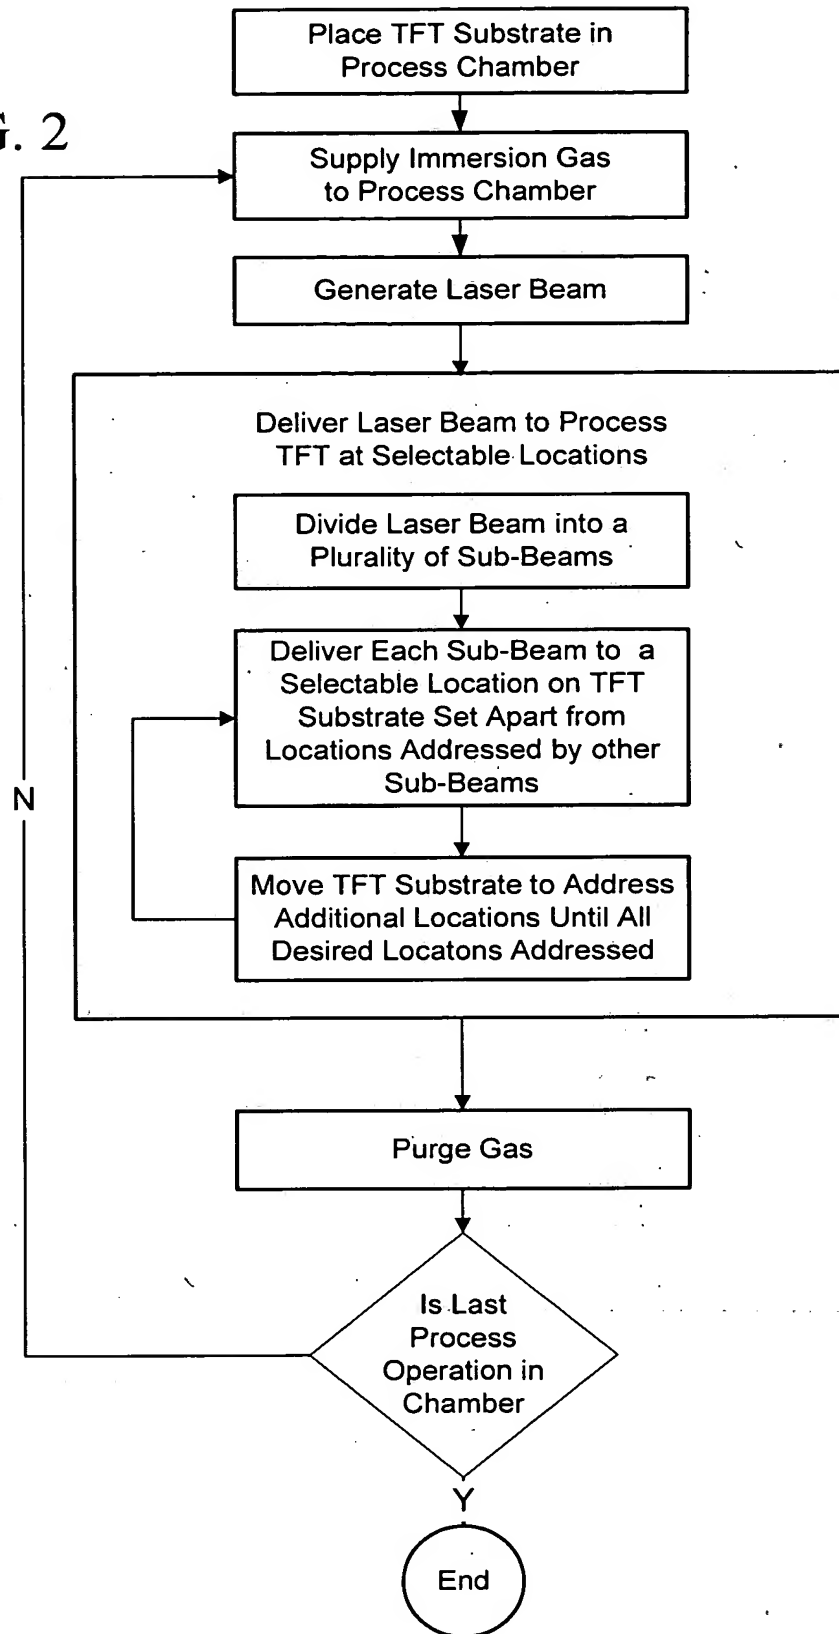 Place TFT Substrate in
Process Chamber
. 2
Supply Immersion Gas
to Process Chamber
Generate Laser Beam
Deliver Laser Beam to Process
TFT at Selectable Locations
Divide Laser Beam into a
Plurality of Sub-Beams
Deliver Each Sub-Beam to a
Selectable Location on TFT
Substrate Set Apart from
Locations Addressed by other
Sub-Beams
N
Move TFT Substrate to Address
Additional Locations Until All
Desired Locatons Addressed
Purge Gas
Is Last
Process
Operation in
Chamber
Y
End